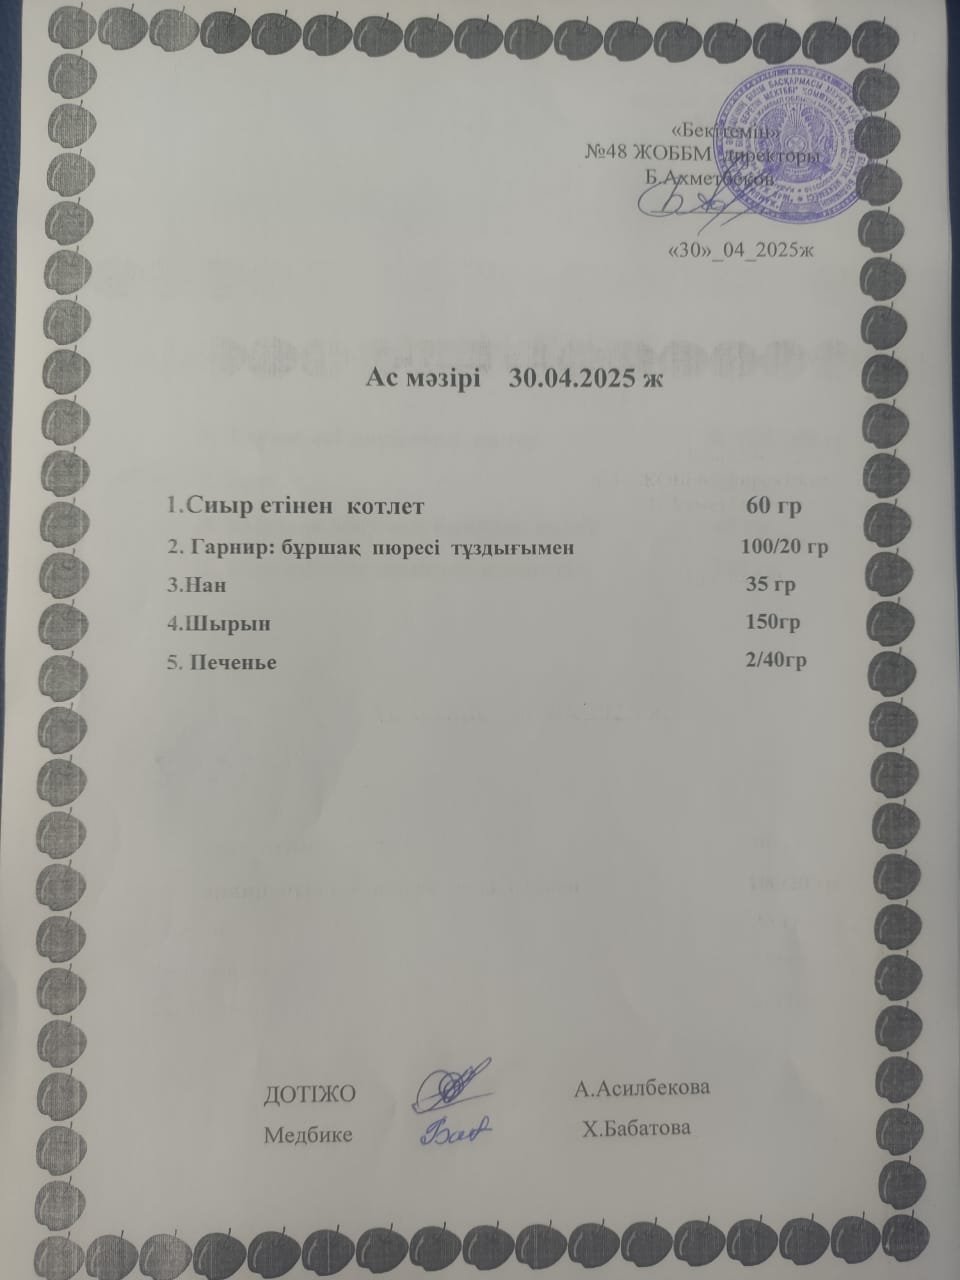 «Бекітемін»
№48 ЖОББМ директоры
Б.Ахметбеков
«30»_04_2025ж
Ас мәзірі 30.04.2025 ж
1.Сиыр етінен котлет 60 гр
2. Гарнир: бұршақ пюресі тұздығымен 100/20 гр
3.Нан 35 гр
4.Шырын 150гр
5. Печенье 2/40гр
ДОТІЖО А.Асилбекова
Медбике Х.Бабатова